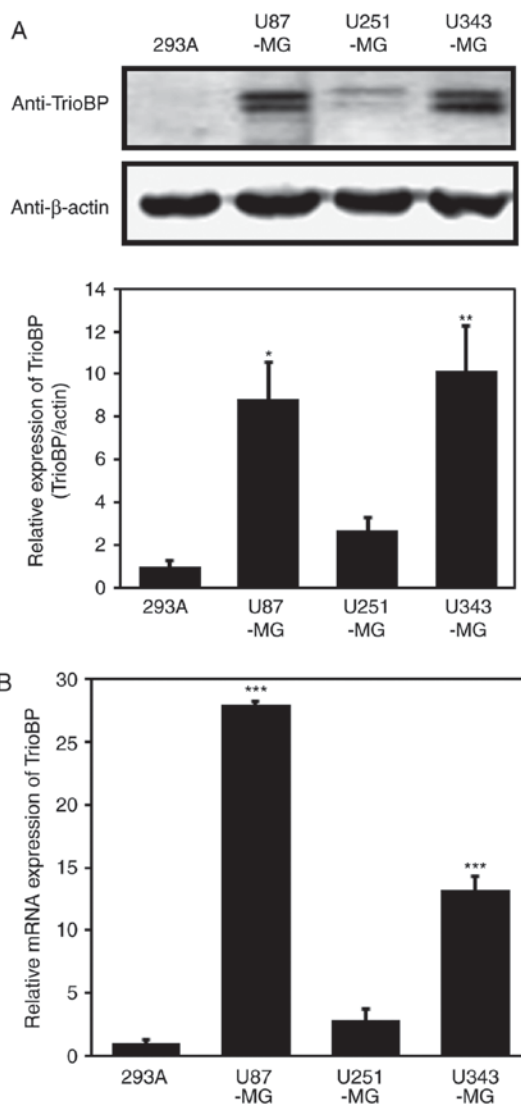 A
293A
U87
-MG
U251
-MG
U343
-MG
Anti-TrioBP
Anti-β-actin
Relative expression of TrioBP
(TrioBP/actin)
14
12
10
8
6
4
2
0
*
**
293A
U87
-MG
U251
-MG
U343
-MG
B
Relative mRNA expression of TrioBP
30
25
20
15
10
5
0
***
***
293A
U87
-MG
U251
-MG
U343
-MG